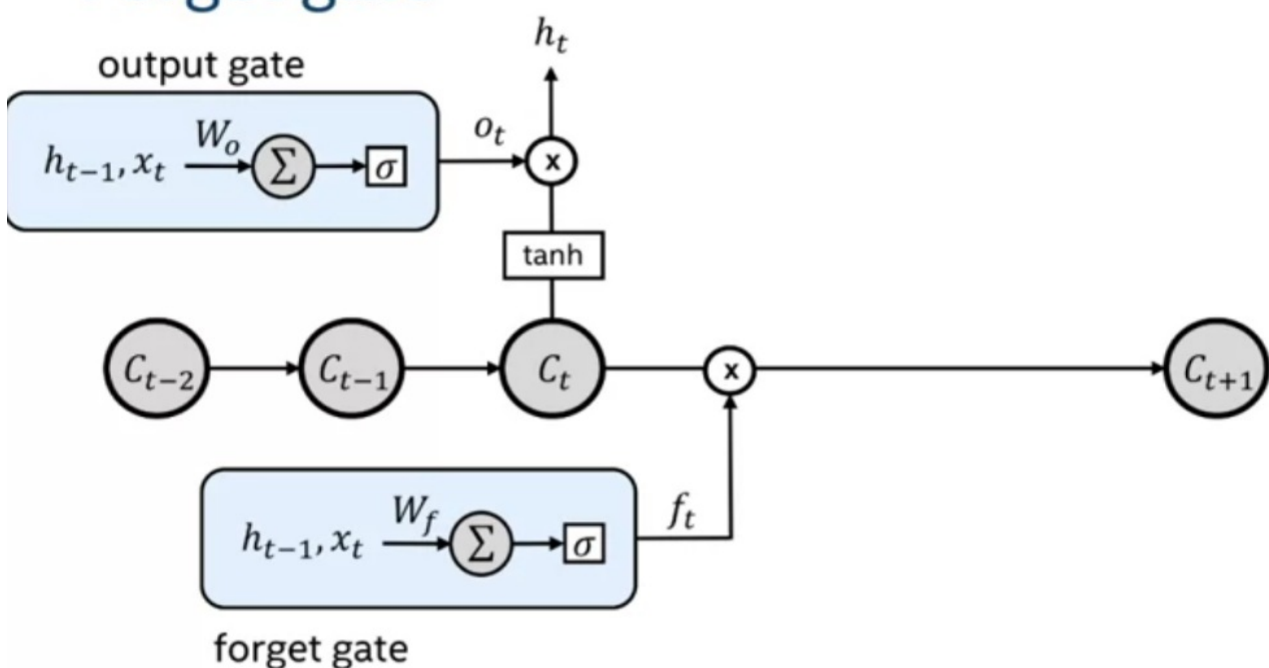 h_t
output gate
h_{t-1}, x_t W_o Σ σ
o_t
x
tanh
C_{t-2} C_{t-1} C_t x C_{t+1}
h_{t-1}, x_t W_f Σ σ
f_t
forget gate